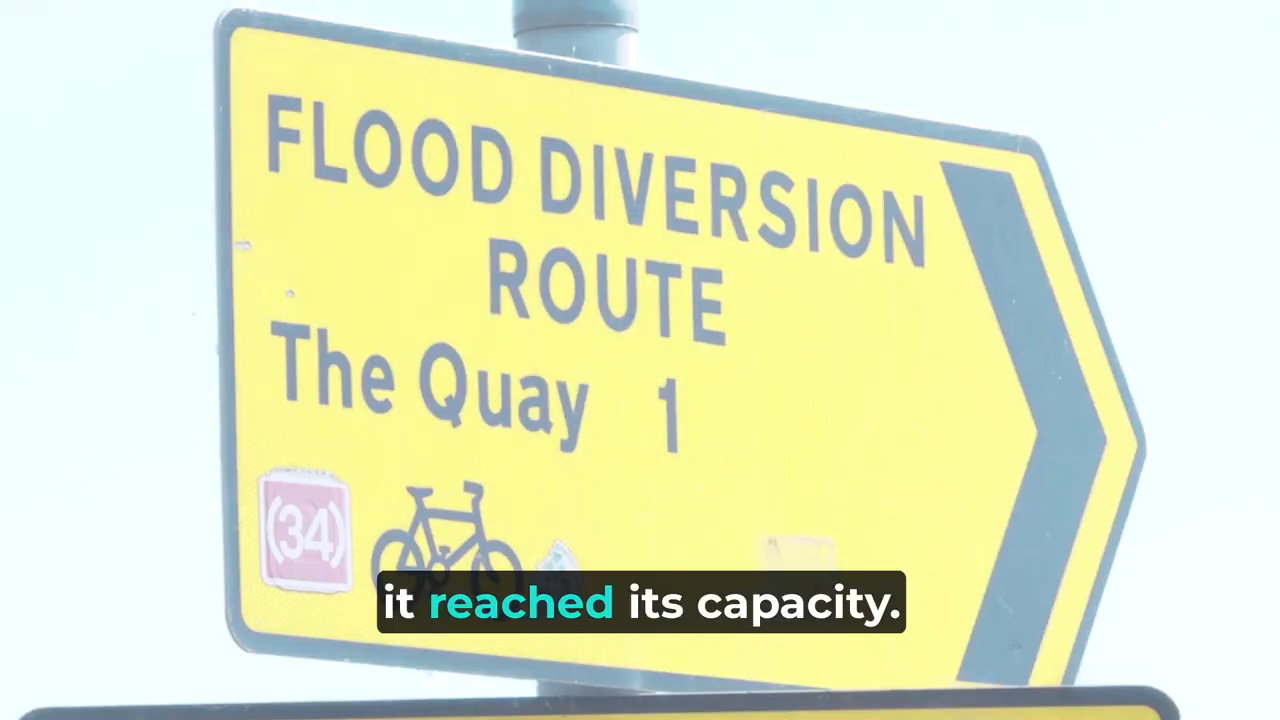 FLOOD DIVERSION
ROUTE
The Quay 1
(34)
it reached its capacity.